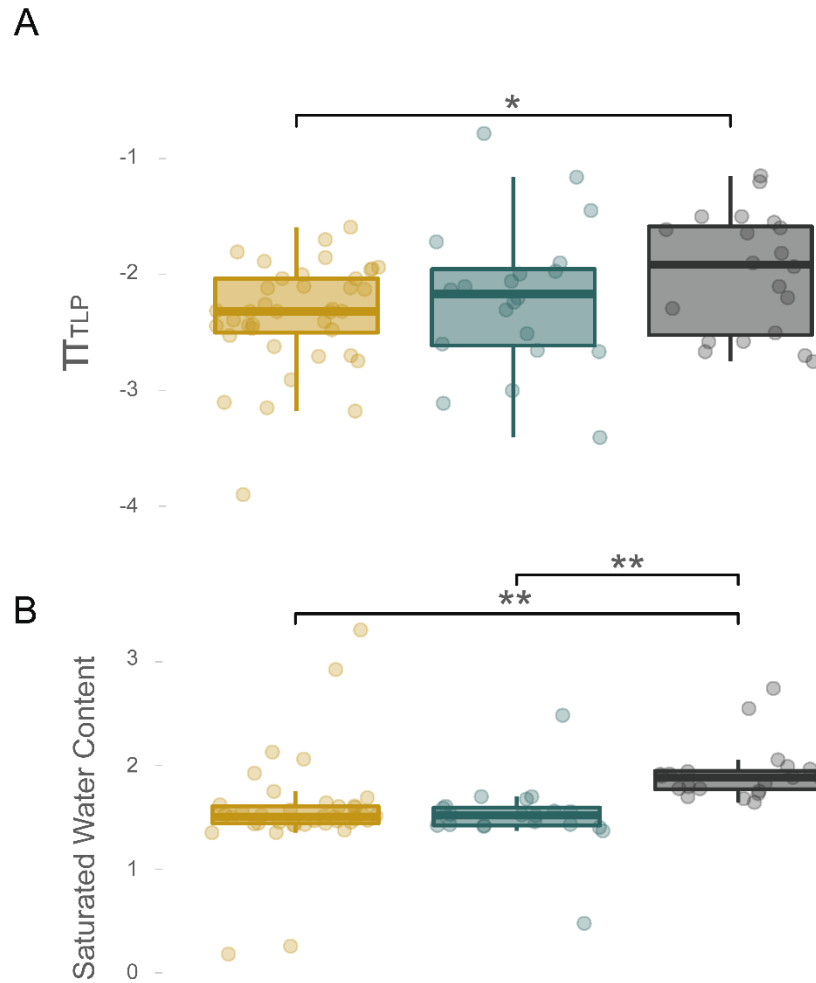 A
*
-1
-2
-3
-4
πTLP
**
**
B
3
2
1
0
Saturated Water Content